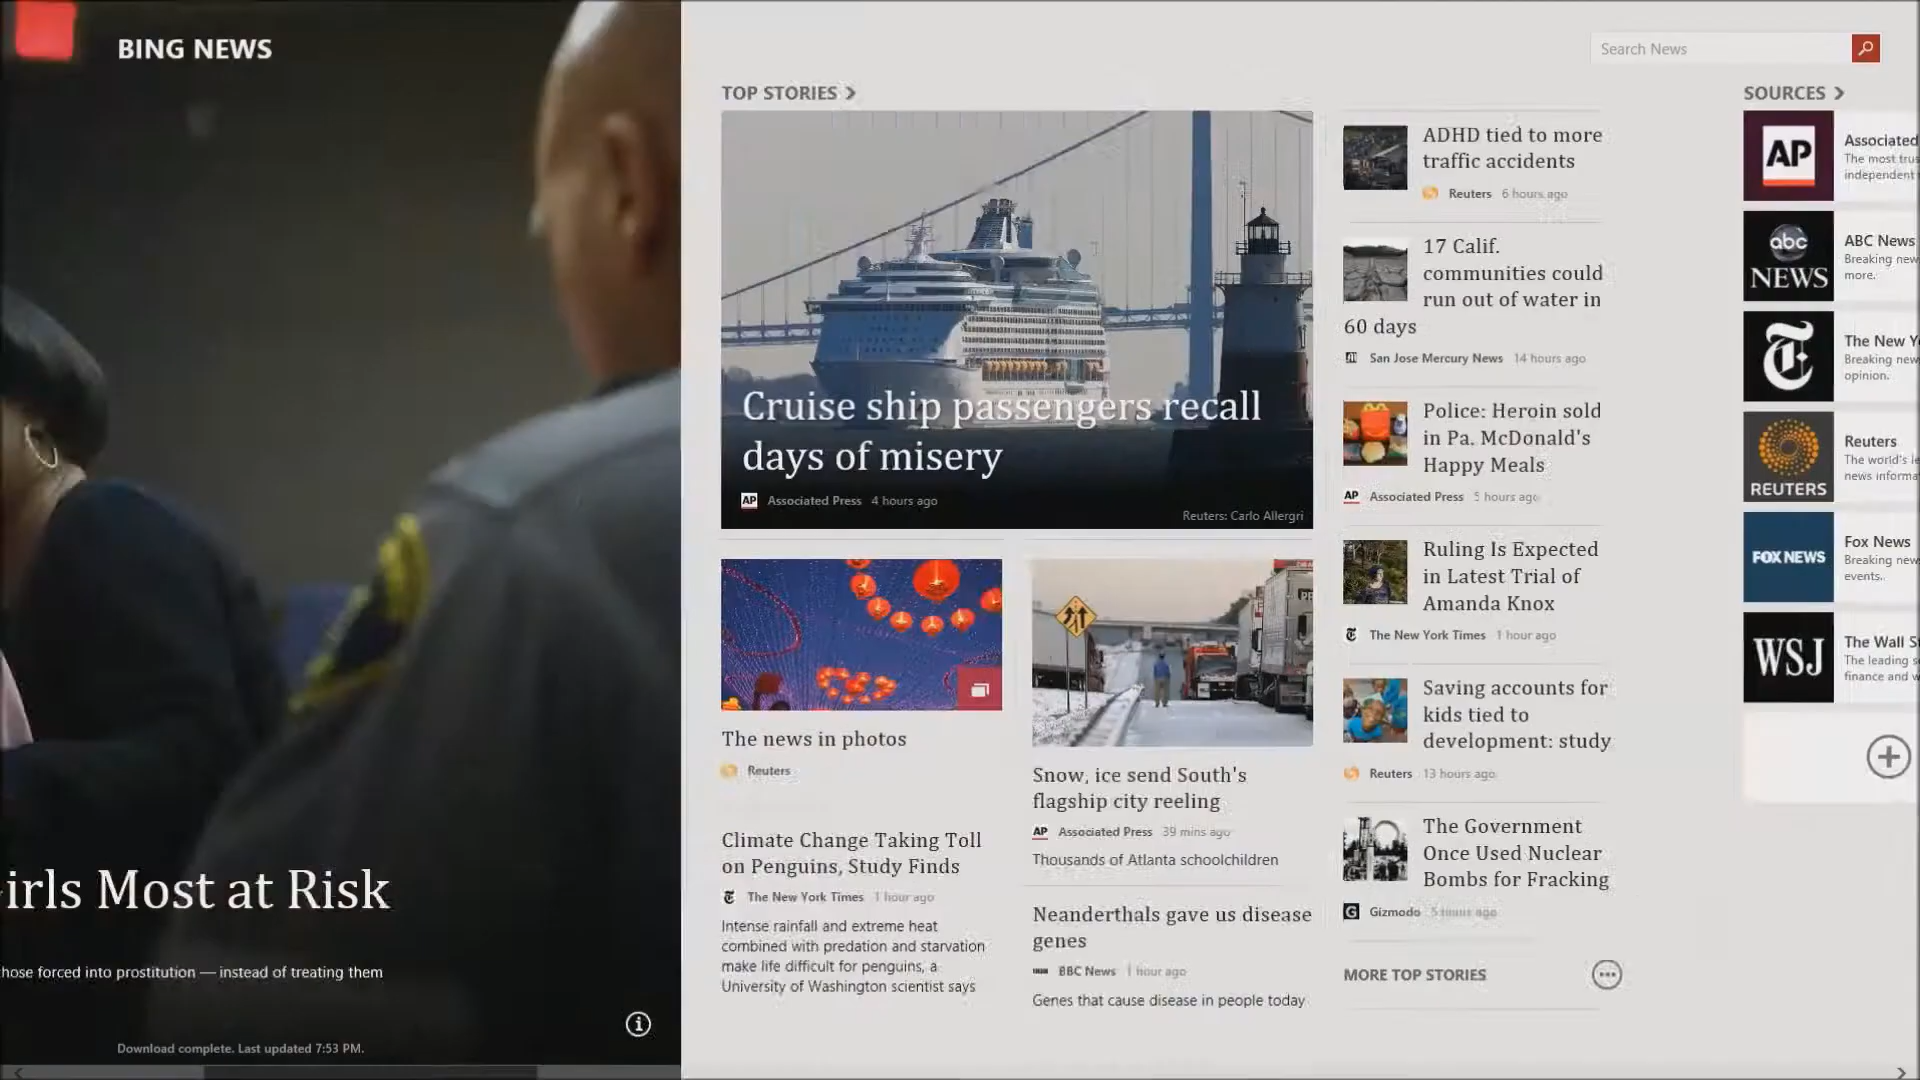 BING NEWS
irls Most at Risk
hose forced into prostitution — instead of treating them
Download complete. Last updated 7:53 PM.
Search News
TOP STORIES
Cruise ship passengers recall
days of misery
AP Associated Press 4 hours ago
Reuters: Carlo Allergri
The news in photos
Reuters
Climate Change Taking Toll
on Penguins, Study Finds
The New York Times 1 hour ago
Intense rainfall and extreme heat
combined with predation and starvation
make life difficult for penguins, a
University of Washington scientist says
Snow, ice send South's
flagship city reeling
AP Associated Press 39 mins ago
Thousands of Atlanta schoolchildren
Neanderthals gave us disease
genes
BBC News 1 hour ago
Genes that cause disease in people today
ADHD tied to more
traffic accidents
Reuters 6 hours ago
17 Calif.
communities could
run out of water in
60 days
San Jose Mercury News 14 hours ago
Police: Heroin sold
in Pa. McDonald's
Happy Meals
AP Associated Press 5 hours ago
Ruling Is Expected
in Latest Trial of
Amanda Knox
The New York Times 1 hour ago
Saving accounts for
kids tied to
development: study
Reuters 13 hours ago
The Government
Once Used Nuclear
Bombs for Fracking
G Gizmodo 5 hours ago
MORE TOP STORIES
SOURCES
AP
Associated
The most trus
independent
abc
NEWS
ABC News
Breaking new
more.
The New Y
Breaking new
opinion.
REUTERS
Reuters
The world's le
news informa
FOX NEWS
Fox News
Breaking new
events.
WSJ
The Wall S
The leading s
finance and w